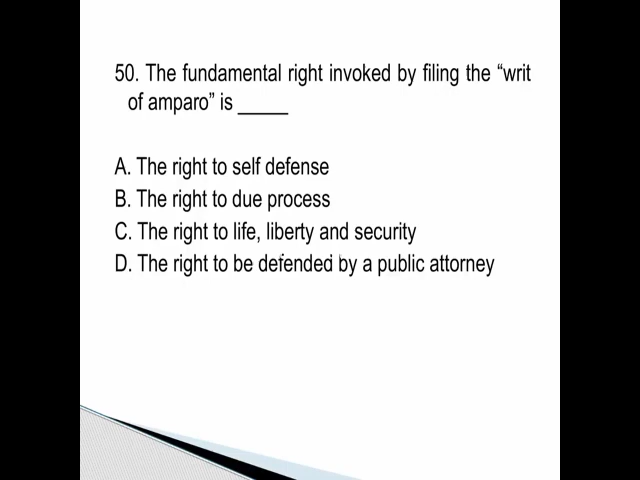 50. The fundamental right invoked by filing the “writ
of amparo” is _____
A. The right to self defense
B. The right to due process
C. The right to life, liberty and security
D. The right to be defended by a public attorney